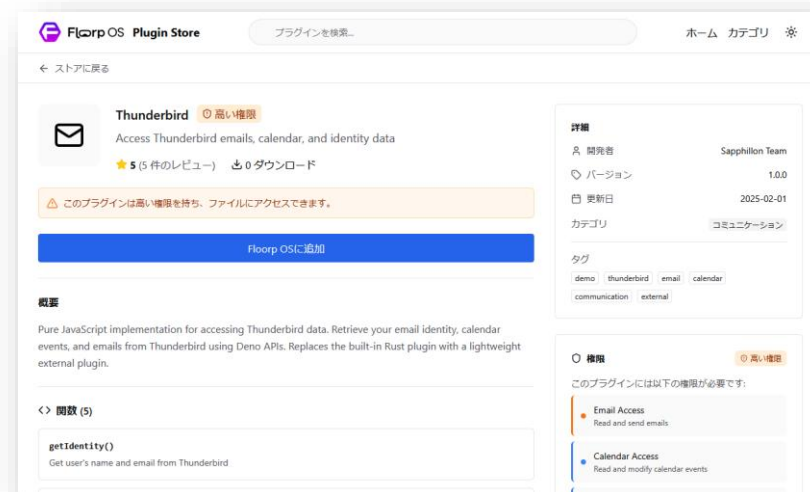 Floorp OS Plugin Store
プラグインを検索...
ホーム カテゴリ
← ストアに戻る
Thunderbird 高い権限
Access Thunderbird emails, calendar, and identity data
5 (5 件のレビュー) 0 ダウンロード
このプラグインは高い権限を持ち、ファイルにアクセスできます。
Floorp OSに追加
概要
Pure JavaScript implementation for accessing Thunderbird data. Retrieve your email identity, calendar
events, and emails from Thunderbird using Deno APIs. Replaces the built-in Rust plugin with a lightweight
external plugin.
<> 関数 (5)
getIdentity()
Get user's name and email from Thunderbird
詳細
開発者 Sapphillon Team
バージョン 1.0.0
更新日 2025-02-01
カテゴリ コミュニケーション
タグ
demo thunderbird email calendar
communication external
権限 高い権限
このプラグインには以下の権限が必要です:
Email Access
Read and send emails
Calendar Access
Read and modify calendar events